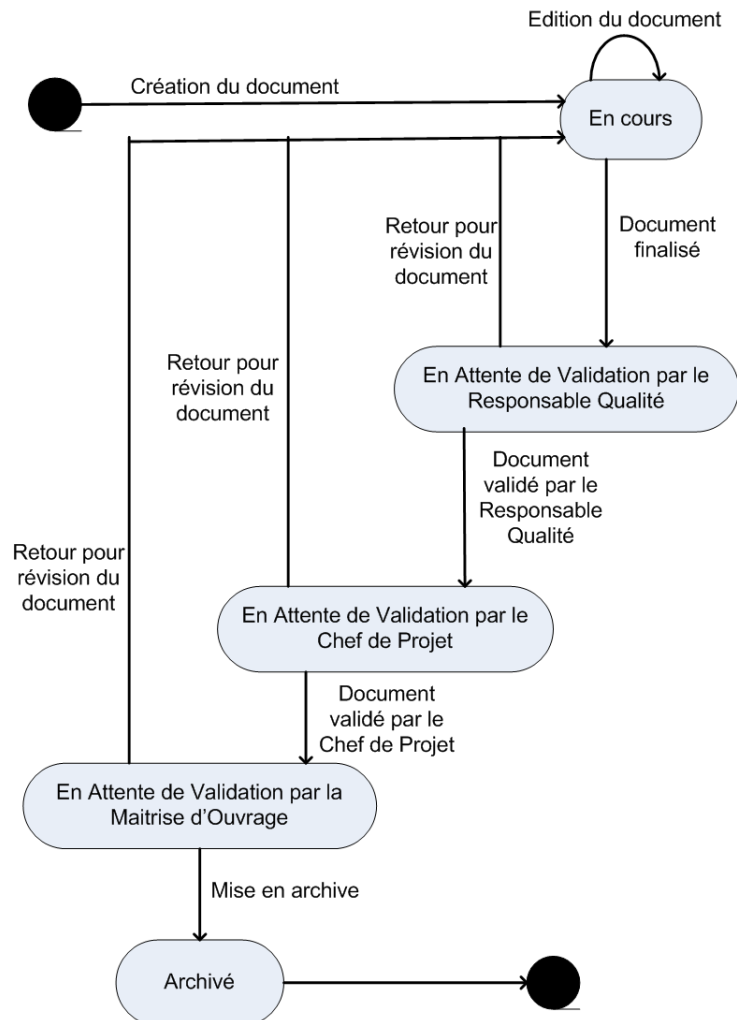 Edition du document
Création du document
En cours
Retour pour
révision du
document
Document
finalisé
Retour pour
révision du
document
En Attente de Validation par le
Responsable Qualité
Document
validé par le
Responsable
Qualité
Retour pour
révision du
document
En Attente de Validation par le
Chef de Projet
Document
validé par le
Chef de Projet
En Attente de Validation par la
Maitrise d’Ouvrage
Mise en archive
Archivé